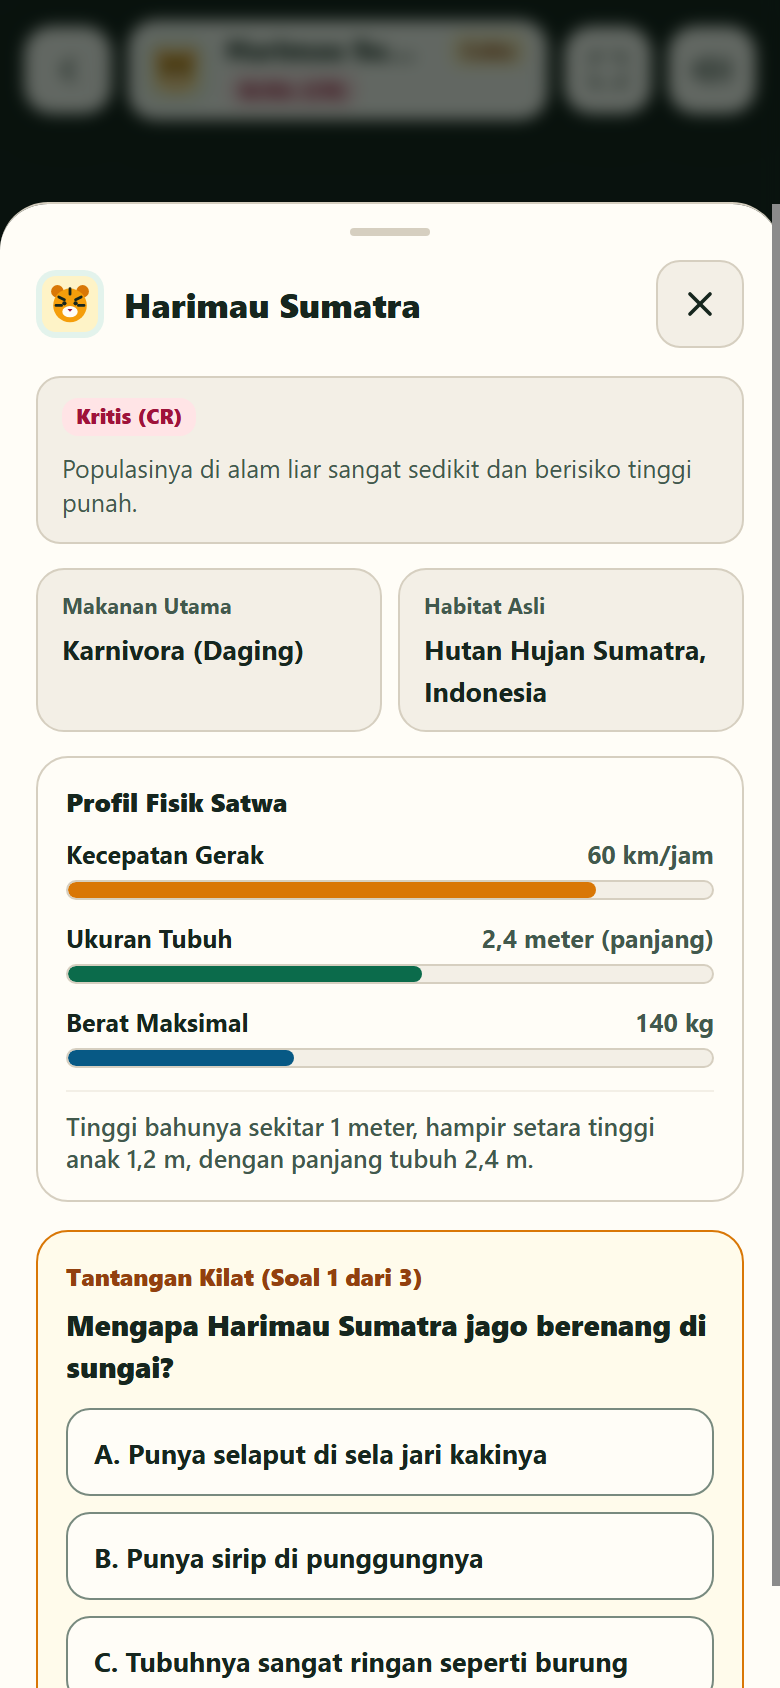 Harimau Sumatra
Kritis (CR)
Populasinya di alam liar sangat sedikit dan berisiko tinggi
punah.
Makanan Utama
Karnivora (Daging)
Habitat Asli
Hutan Hujan Sumatra,
Indonesia
Profil Fisik Satwa
Kecepatan Gerak
60 km/jam
Ukuran Tubuh
2,4 meter (panjang)
Berat Maksimal
140 kg
Tinggi bahunya sekitar 1 meter, hampir setara tinggi
anak 1,2 m, dengan panjang tubuh 2,4 m.
Tantangan Kilat (Soal 1 dari 3)
Mengapa Harimau Sumatra jago berenang di
sungai?
A. Punya selaput di sela jari kakinya
B. Punya sirip di punggungnya
C. Tubuhnya sangat ringan seperti burung